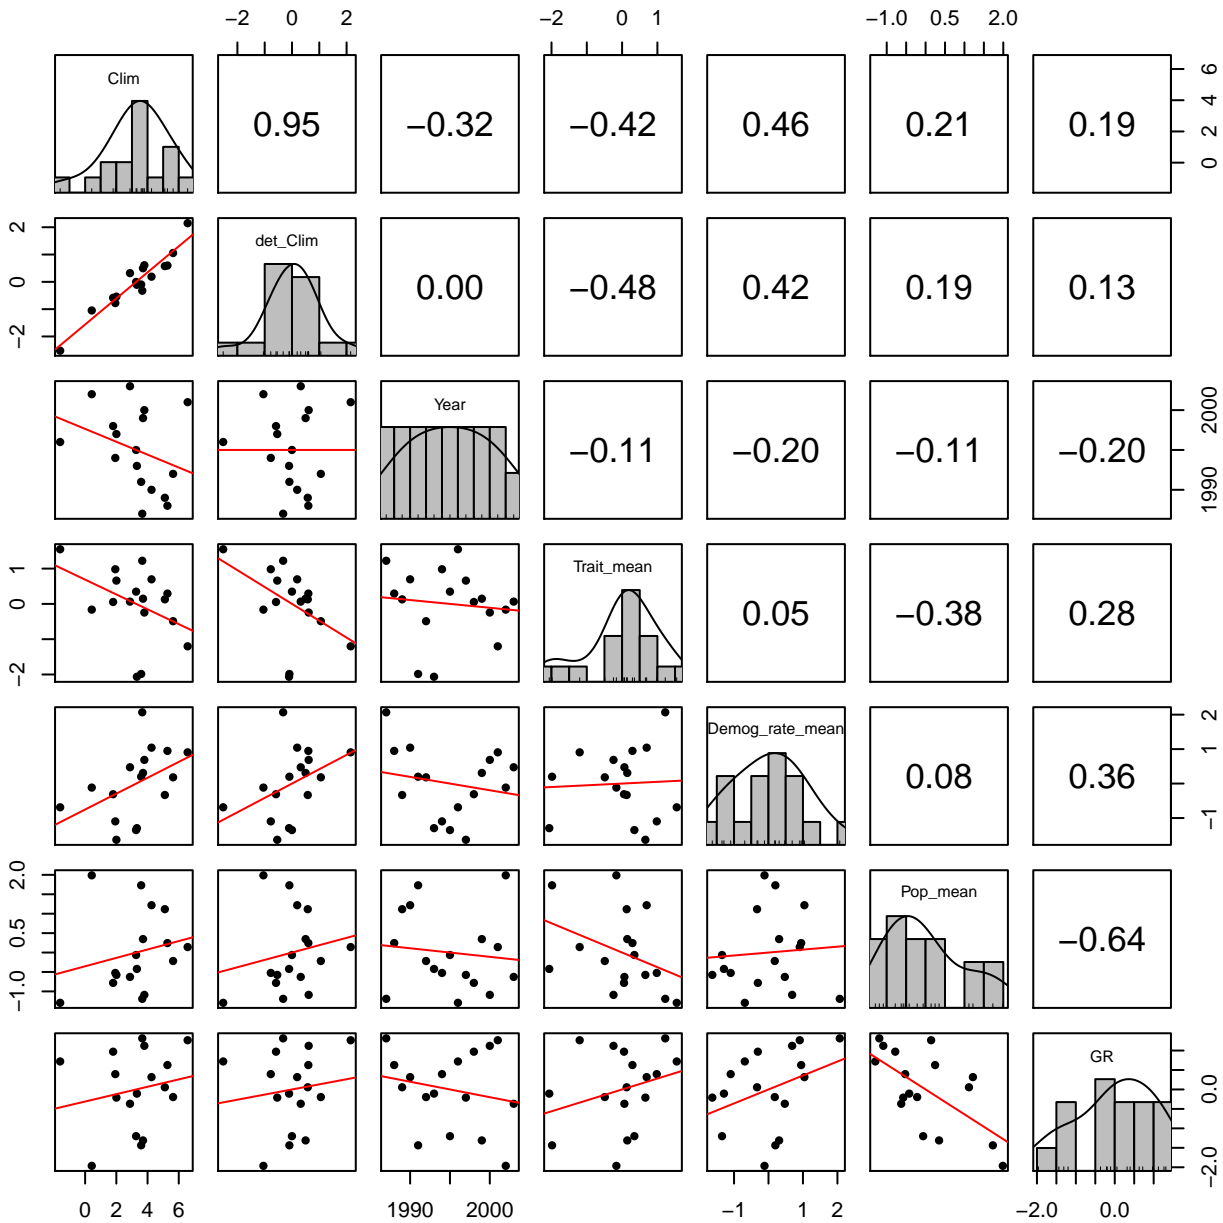 −2 0 2 −2 0 1 −1.0 0.5 2.0
Clim 0.95 −0.32 −0.42 0.46 0.21 0.19 0 2 4 6
−2 0 2 det_Clim 0.00 −0.48 0.42 0.19 0.13
Year −0.11 −0.20 −0.11 −0.20 1990 2000
−2 0 1 Trait_mean 0.05 −0.38 0.28
Demog_rate_mean 0.08 0.36 −1 1 2
−1.0 0.5 2.0 Pop_mean −0.64
GR −2.0 0.0
0 2 4 6 1990 2000 −1 0 1 2 −2.0 0.0